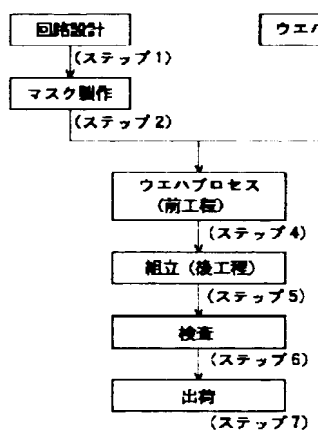 回路設計
ウエハ
(ステップ1)
マスク製作
(ステップ2)
ウエハプロセス
(前工程)
(ステップ4)
組立(後工程)
(ステップ5)
検査
(ステップ6)
出荷
(ステップ7)